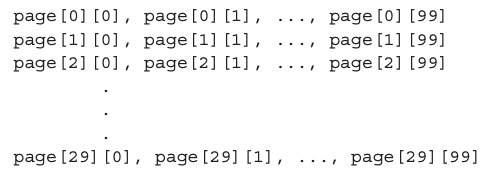 page[0][0], page[0][1], ..., page[0][99]
page[1][0], page[1][1], ..., page[1][99]
page[2][0], page[2][1], ..., page[2][99]
.
.
.
page[29][0], page[29][1], ..., page[29][99]